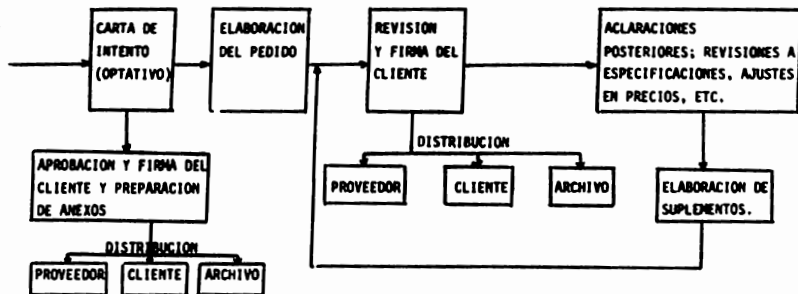 CARTA DE
INTENTO
(OPTATIVO)
ELABORACION
DEL PEDIDO
REVISION
Y FIRMA DEL
CLIENTE
ACLARACIONES
POSTERIORES; REVISIONES A
ESPECIFICACIONES, AJUSTES
EN PRECIOS, ETC.
APROBACION Y FIRMA DEL
CLIENTE Y PREPARACION
DE ANEXOS
DISTRIBUCION
PROVEEDOR
CLIENTE
ARCHIVO
DISTRIBUCION
PROVEEDOR
CLIENTE
ARCHIVO
ELABORACION DE
SUPLEMENTOS.